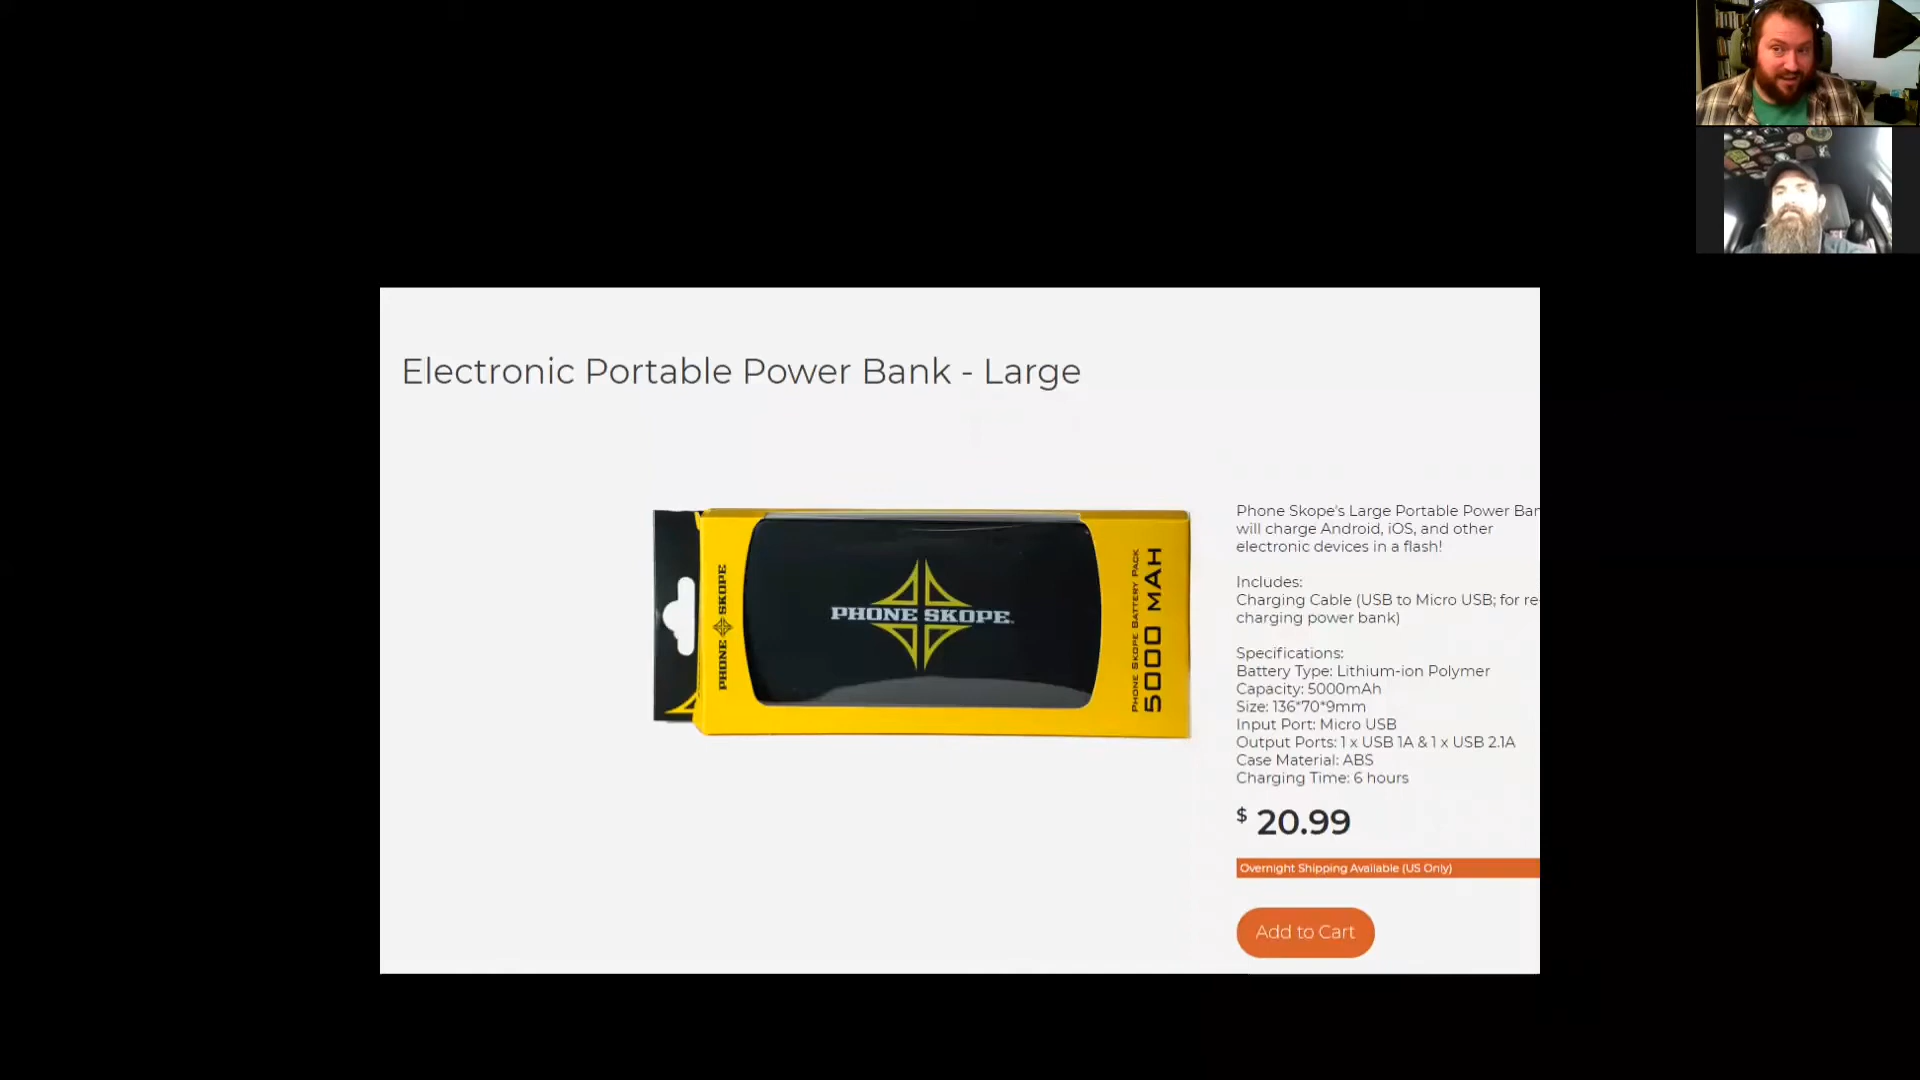 Electronic Portable Power Bank - Large
PHONE SKOPE
PHONE SKOPE
PHONE SKOPE BATTERY PACK
5000 MAH
Phone Skope's Large Portable Power Ban
will charge Android, iOS, and other
electronic devices in a flash!
Includes:
Charging Cable (USB to Micro USB; for re
charging power bank)
Specifications:
Battery Type: Lithium-ion Polymer
Capacity: 5000mAh
Size: 136*70*9mm
Input Port: Micro USB
Output Ports: 1 x USB 1A & 1 x USB 2.1A
Case Material: ABS
Charging Time: 6 hours
$ 20.99
Overnight Shipping Available (US Only)
Add to Cart